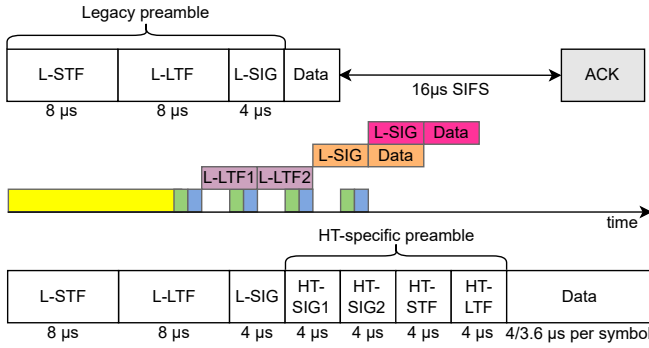 Legacy preamble
L-STF L-LTF L-SIG Data ACK
16µs SIFS
8 µs 8 µs 4 µs
L-SIG Data
L-SIG Data
L-LTF1 L-LTF2
time
HT-specific preamble
L-STF L-LTF L-SIG HT-SIG1 HT-SIG2 HT-STF HT-LTF Data
8 µs 8 µs 4 µs 4 µs 4 µs 4 µs 4 µs 4/3.6 µs per symbol